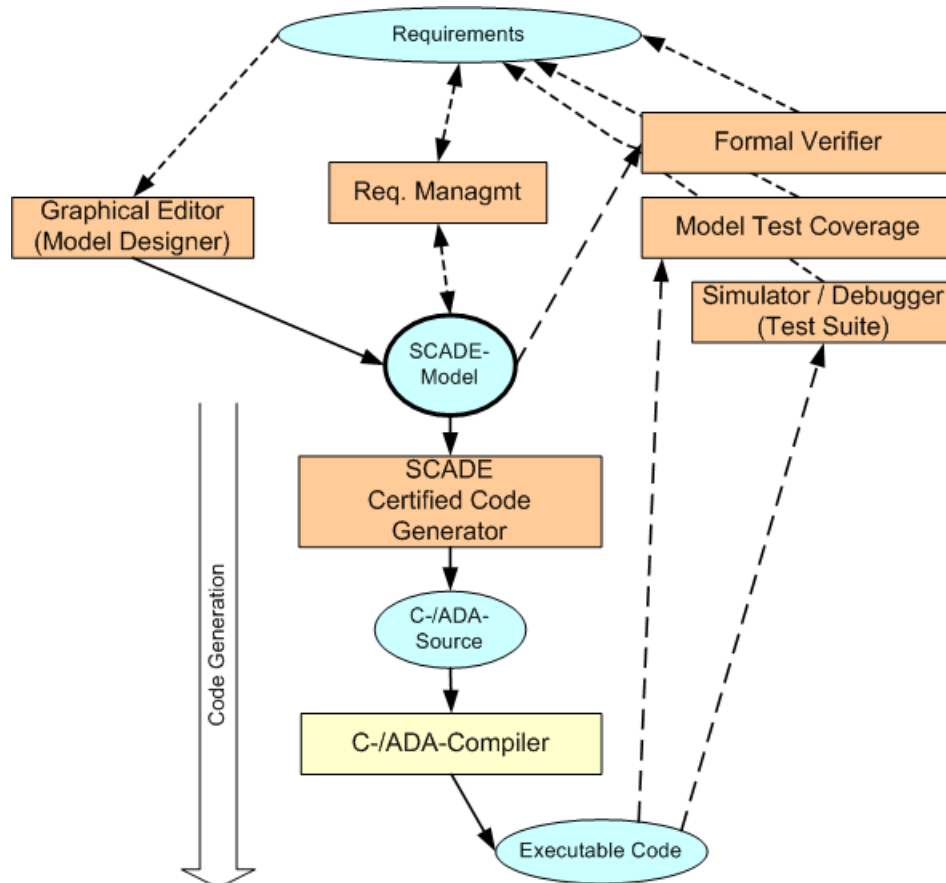 Requirements
Formal Verifier
Req. Managmt
Graphical Editor
(Model Designer)
Model Test Coverage
Simulator / Debugger
(Test Suite)
SCADE-
Model
SCADE
Certified Code
Generator
C-/ADA-
Source
Code Generation
C-/ADA-Compiler
Executable Code